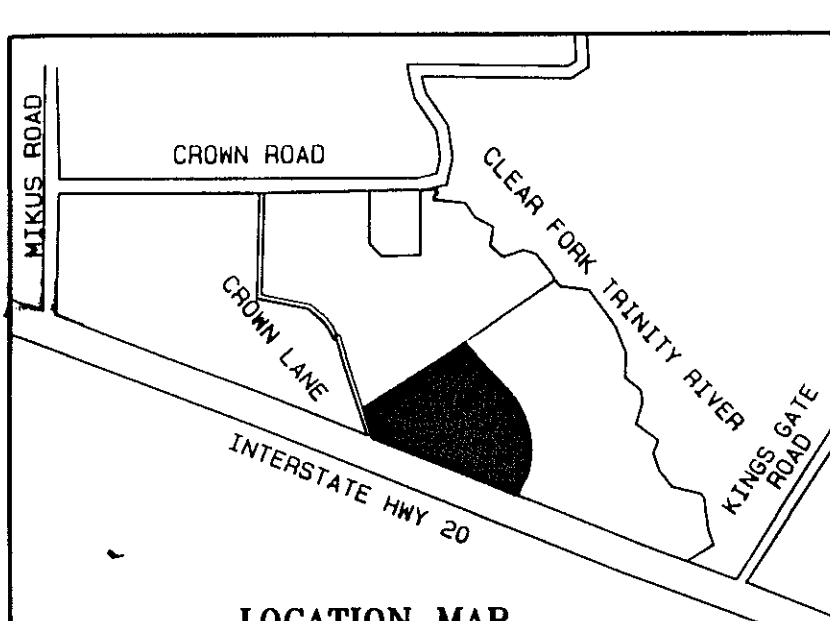 MIKUS ROAD
CROWN ROAD
CLEAR FORK TRINITY RIVER
CROWN LANE
KINGS GATE
ROAD
INTERSTATE HWY 20
LOCATION MAP